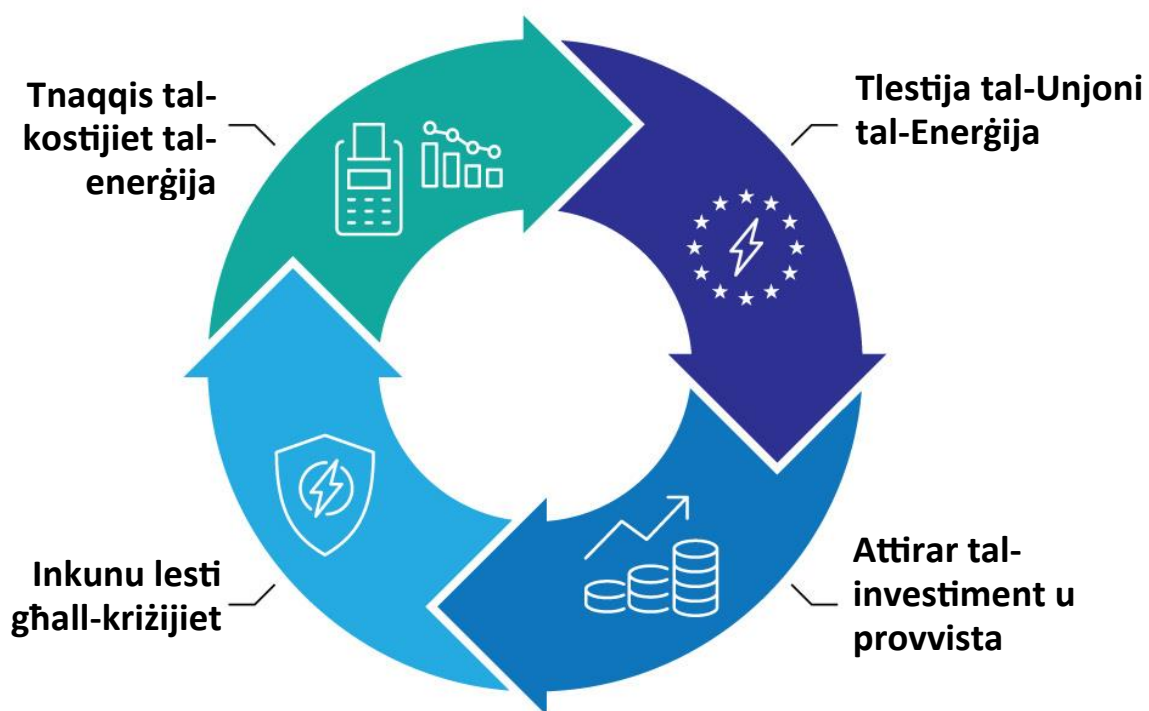 Tnaqqis tal-
kostijiet tal-
enerġija
Tlestija tal-Unjoni
tal-Enerġija
Attirar tal-
investiment u
provvista
Inkunu lesti
għall-kriżijiet